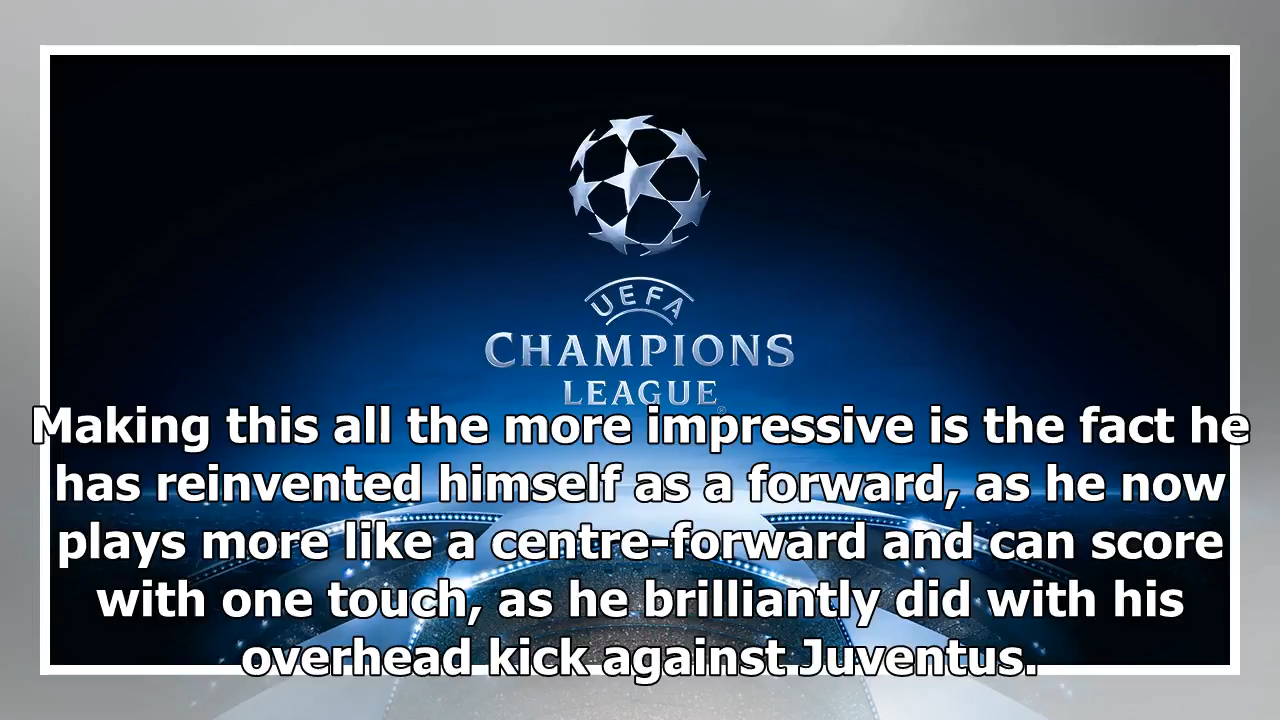 UEFA
CHAMPIONS
LEAGUE
®
Making this all the more impressive is the fact he
has reinvented himself as a forward, as he now
plays more like a centre-forward and can score
with one touch, as he brilliantly did with his
overhead kick against Juventus.